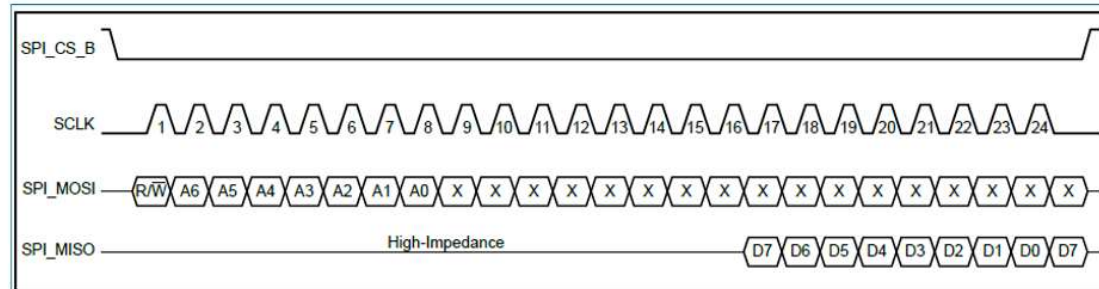 SPI_CS_B
SCLK 1 2 3 4 5 6 7 8 9 10 11 12 13 14 15 16 17 18 19 20 21 22 23 24
SPI_MOSI R/W̅ A6 A5 A4 A3 A2 A1 A0 X X X X X X X X X X X X X X X X X
SPI_MISO High-Impedance D7 D6 D5 D4 D3 D2 D1 D0 D7